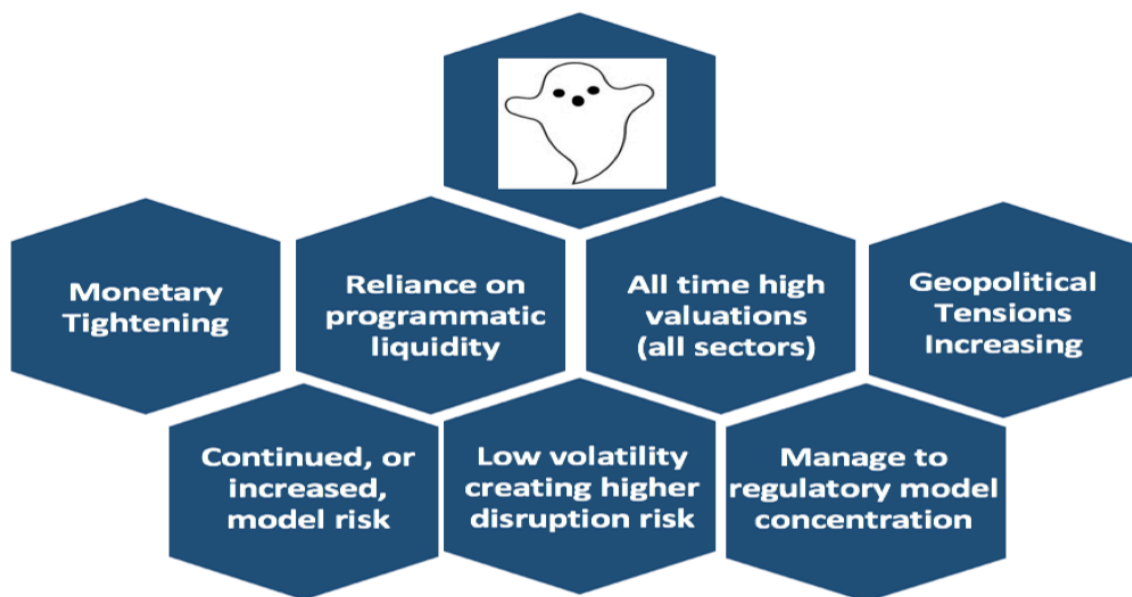 Monetary
Tightening
Reliance on
programmatic
liquidity
All time high
valuations
(all sectors)
Geopolitical
Tensions
Increasing
Continued, or
increased,
model risk
Low volatility
creating higher
disruption risk
Manage to
regulatory model
concentration